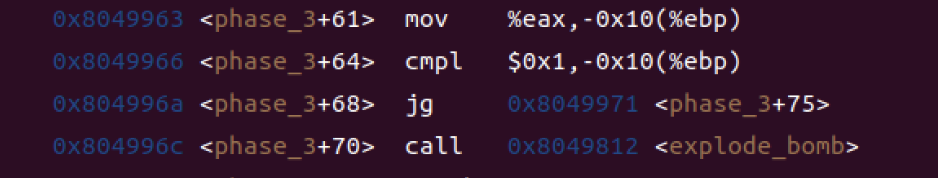 0x8049963 <phase_3+61> mov %eax,-0x10(%ebp)
0x8049966 <phase_3+64> cmpl $0x1,-0x10(%ebp)
0x804996a <phase_3+68> jg 0x8049971 <phase_3+75>
0x804996c <phase_3+70> call 0x8049812 <explode_bomb>